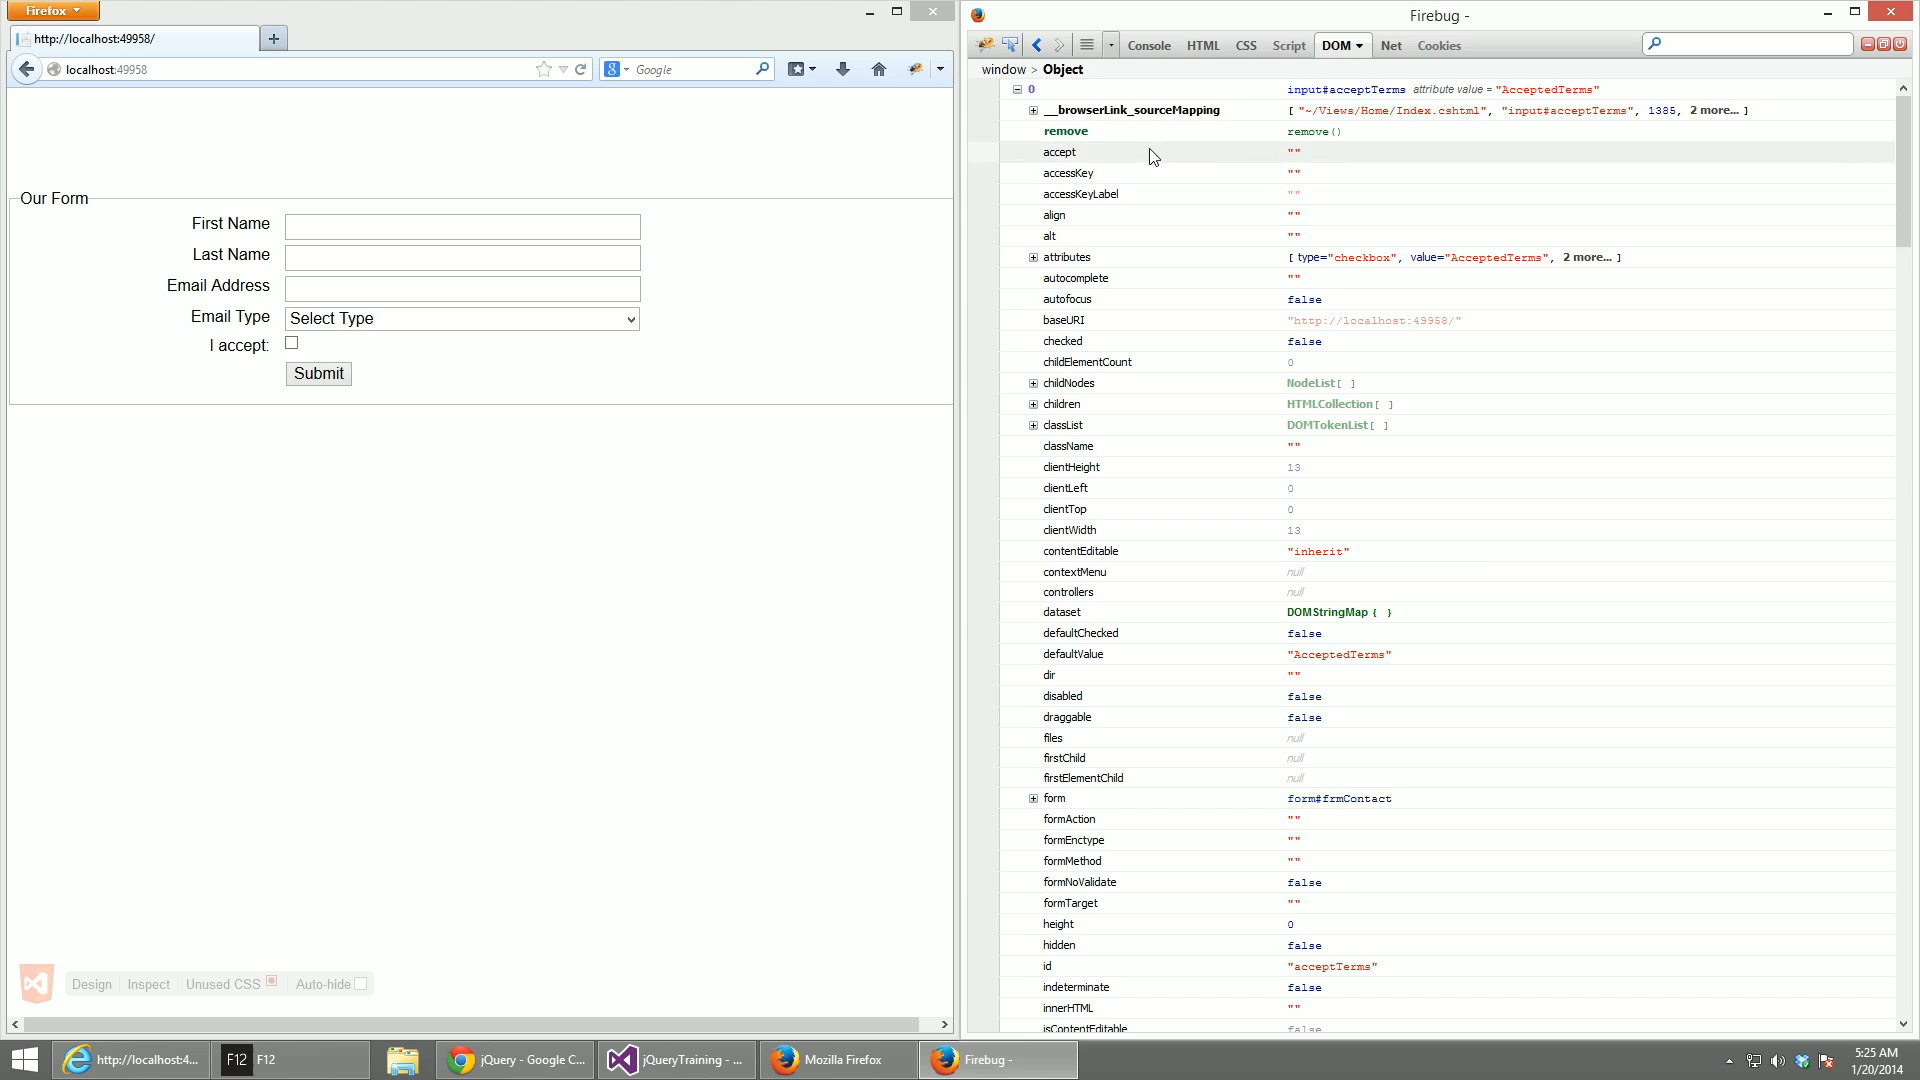 Firefox
http://localhost:49958/
localhost:49958
Google
Our Form
First Name
Last Name
Email Address
Email Type
Select Type
I accept:
Submit
Design Inspect Unused CSS Auto-hide
Firebug -
Console HTML CSS Script DOM Net Cookies
window > Object
0 input#acceptTerms attribute value = "AcceptedTerms"
__browserLink_sourceMapping [ "~/Views/Home/Index.cshtml", "input#acceptTerms", 1385, 2 more... ]
remove remove()
accept ""
accessKey ""
accessKeyLabel ""
align ""
alt ""
attributes [ type="checkbox", value="AcceptedTerms", 2 more... ]
autocomplete ""
autofocus false
baseURI "http://localhost:49958/"
checked false
childElementCount 0
childNodes NodeList[ ]
children HTMLCollection[ ]
classList DOMTokenList[ ]
className ""
clientHeight 13
clientLeft 0
clientTop 0
clientWidth 13
contentEditable "inherit"
contextMenu null
controllers null
dataset DOMStringMap { }
defaultChecked false
defaultValue "AcceptedTerms"
dir ""
disabled false
draggable false
files null
firstChild null
firstElementChild null
form form#frmContact
formAction ""
formEnctype ""
formMethod ""
formNoValidate false
formTarget ""
height 0
hidden false
id "acceptTerms"
indeterminate false
innerHTML ""
isContentEditable false
http://localhost:4... F12 F12 jQuery - Google C... jQueryTraining - ... Mozilla Firefox Firebug -
5:25 AM
1/20/2014